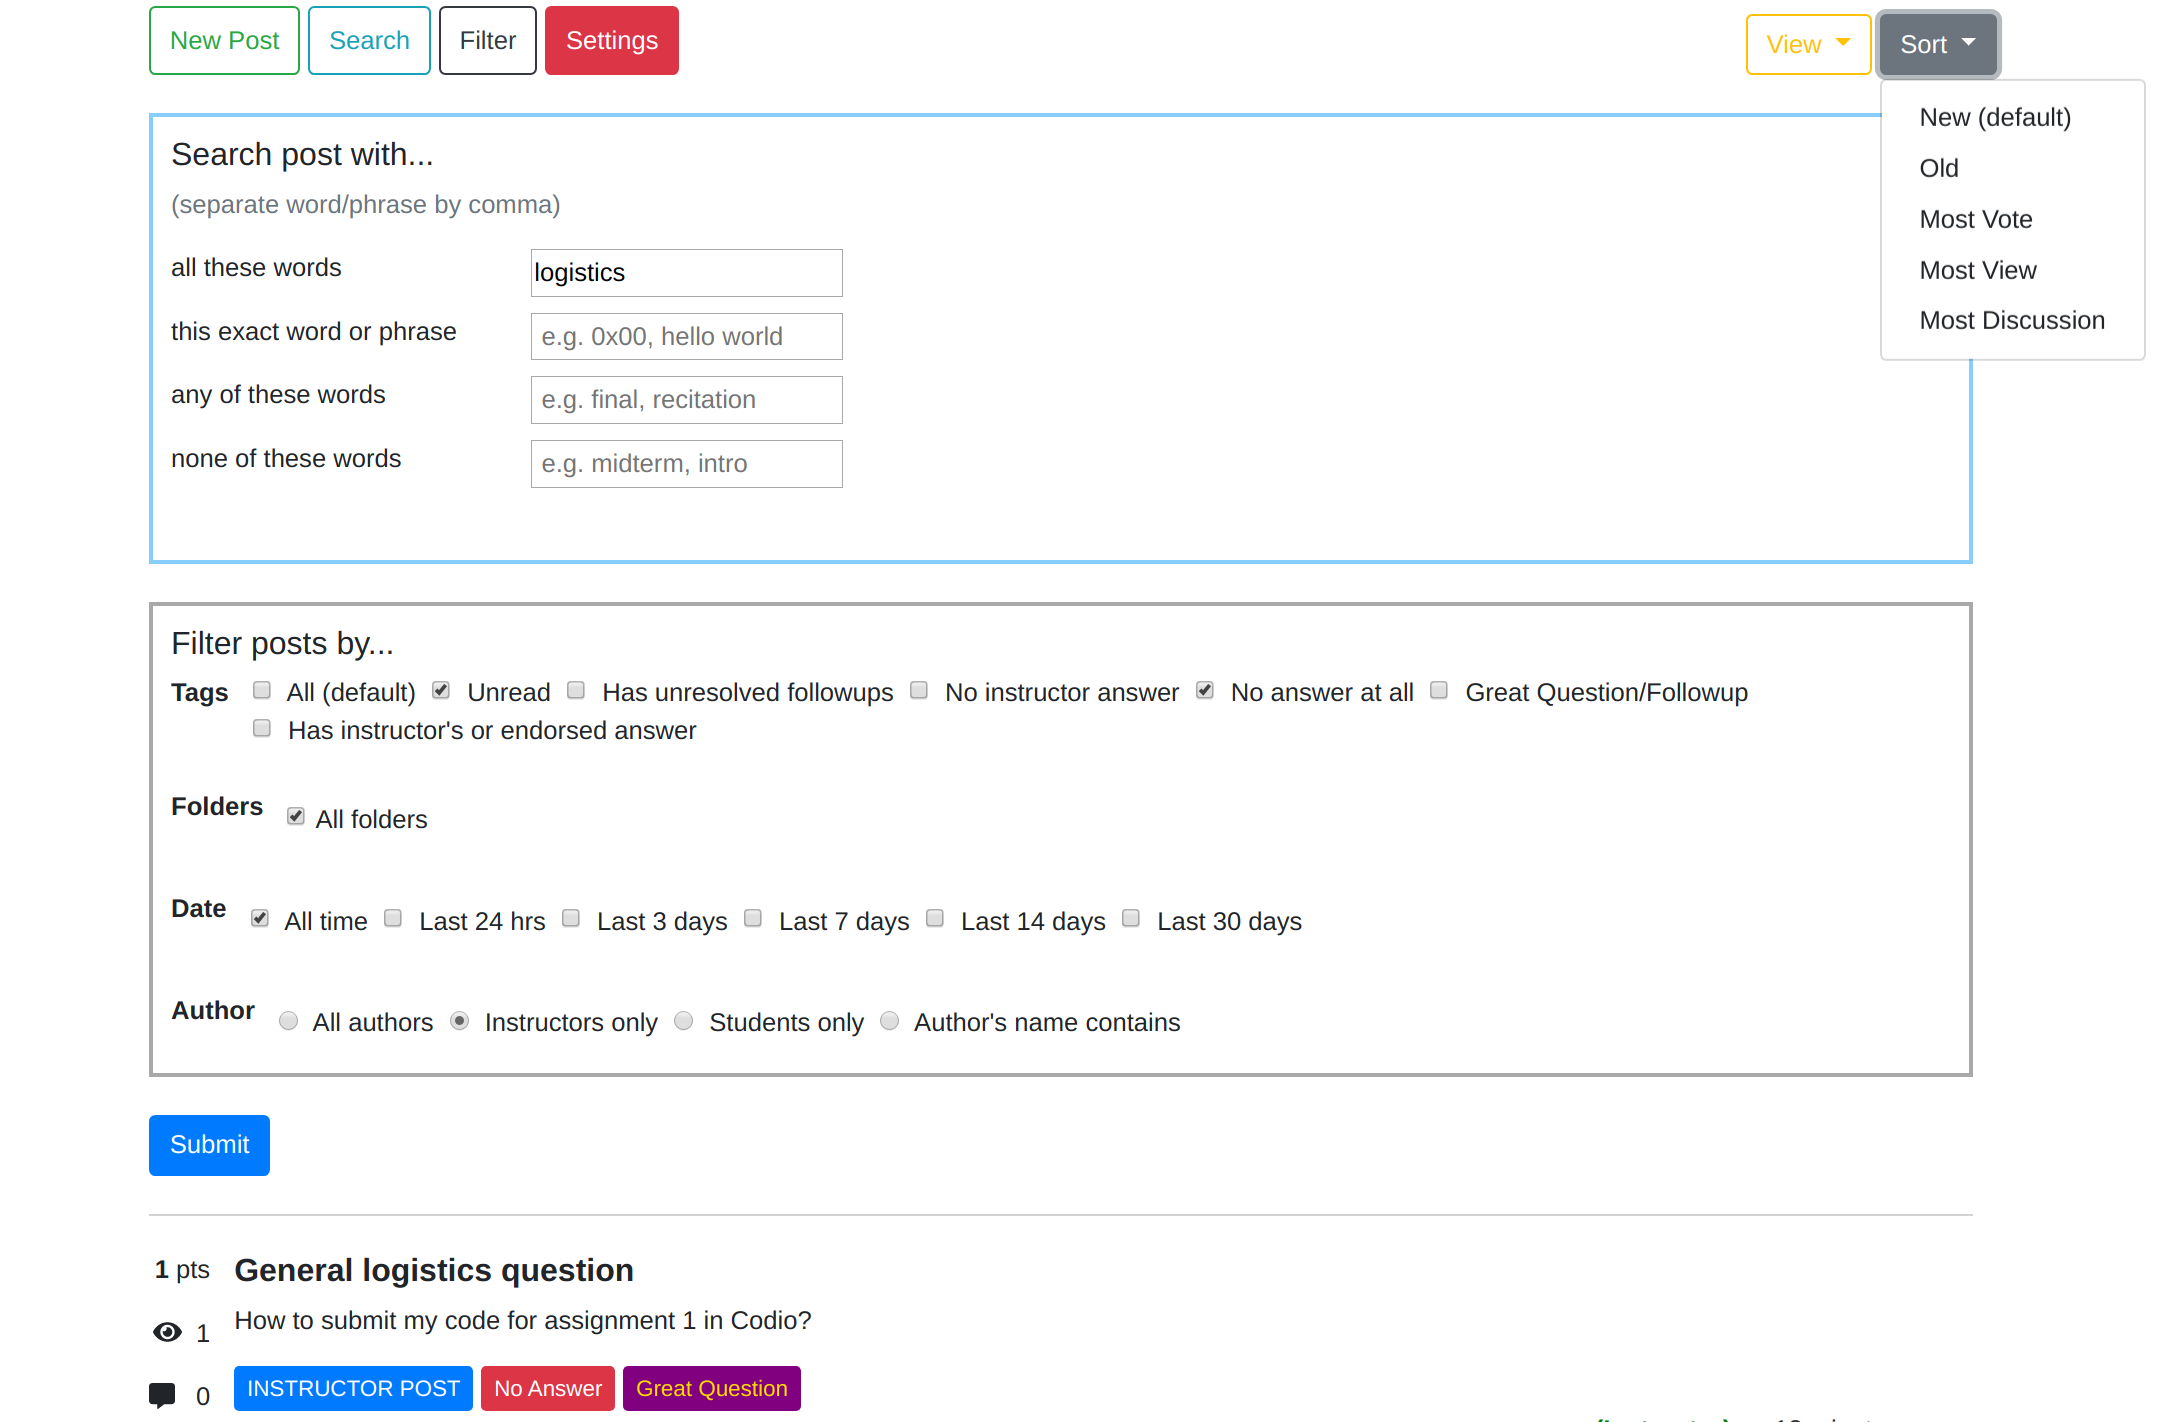 New Post Search Filter Settings View Sort
New (default)
Old
Most Vote
Most View
Most Discussion
Search post with...
(separate word/phrase by comma)
all these words logistics
this exact word or phrase e.g. 0x00, hello world
any of these words e.g. final, recitation
none of these words e.g. midterm, intro
Filter posts by...
Tags All (default) Unread Has unresolved followups No instructor answer No answer at all Great Question/Followup
Has instructor's or endorsed answer
Folders All folders
Date All time Last 24 hrs Last 3 days Last 7 days Last 14 days Last 30 days
Author All authors Instructors only Students only Author's name contains
Submit
1 pts General logistics question
1 How to submit my code for assignment 1 in Codio?
0 INSTRUCTOR POST No Answer Great Question